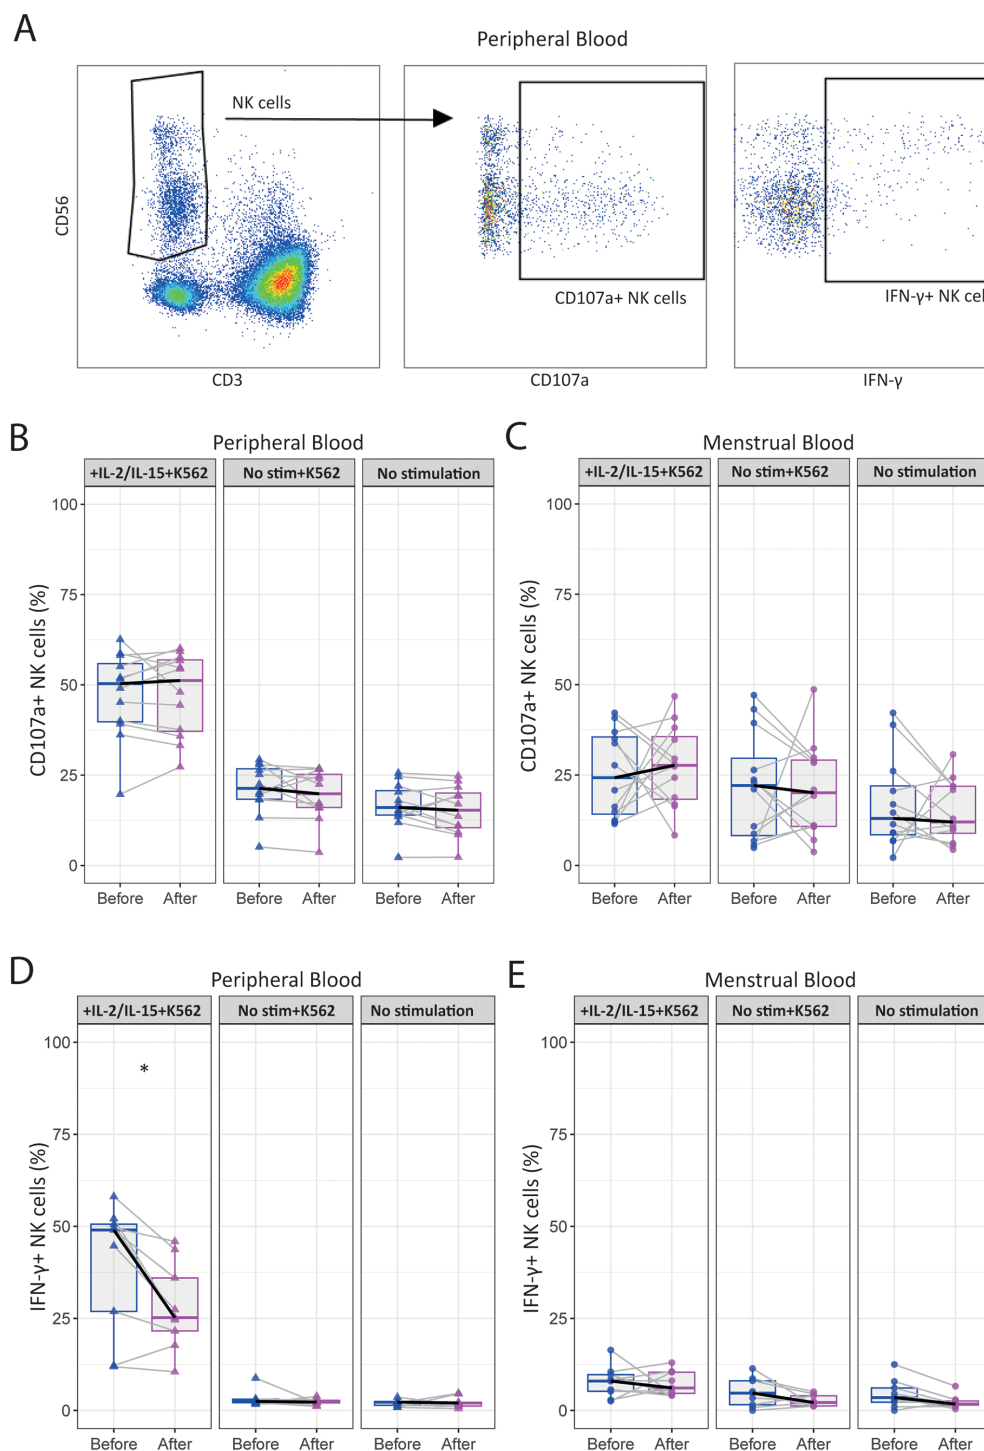 A
Peripheral Blood
NK cells
CD56
CD107a+ NK cells
IFN-γ+ NK cel
CD3
CD107a
IFN-γ
B
Peripheral Blood
+IL-2/IL-15+K562
No stim+K562
No stimulation
CD107a+ NK cells (%)
100
75
50
25
0
Before
After
Before
After
Before
After
C
Menstrual Blood
+IL-2/IL-15+K562
No stim+K562
No stimulation
CD107a+ NK cells (%)
100
75
50
25
0
Before
After
Before
After
Before
After
D
Peripheral Blood
+IL-2/IL-15+K562
No stim+K562
No stimulation
IFN-γ+ NK cells (%)
100
75
50
25
0
*
Before
After
Before
After
Before
After
E
Menstrual Blood
+IL-2/IL-15+K562
No stim+K562
No stimulation
IFN-γ+ NK cells (%)
100
75
50
25
0
Before
After
Before
After
Before
After